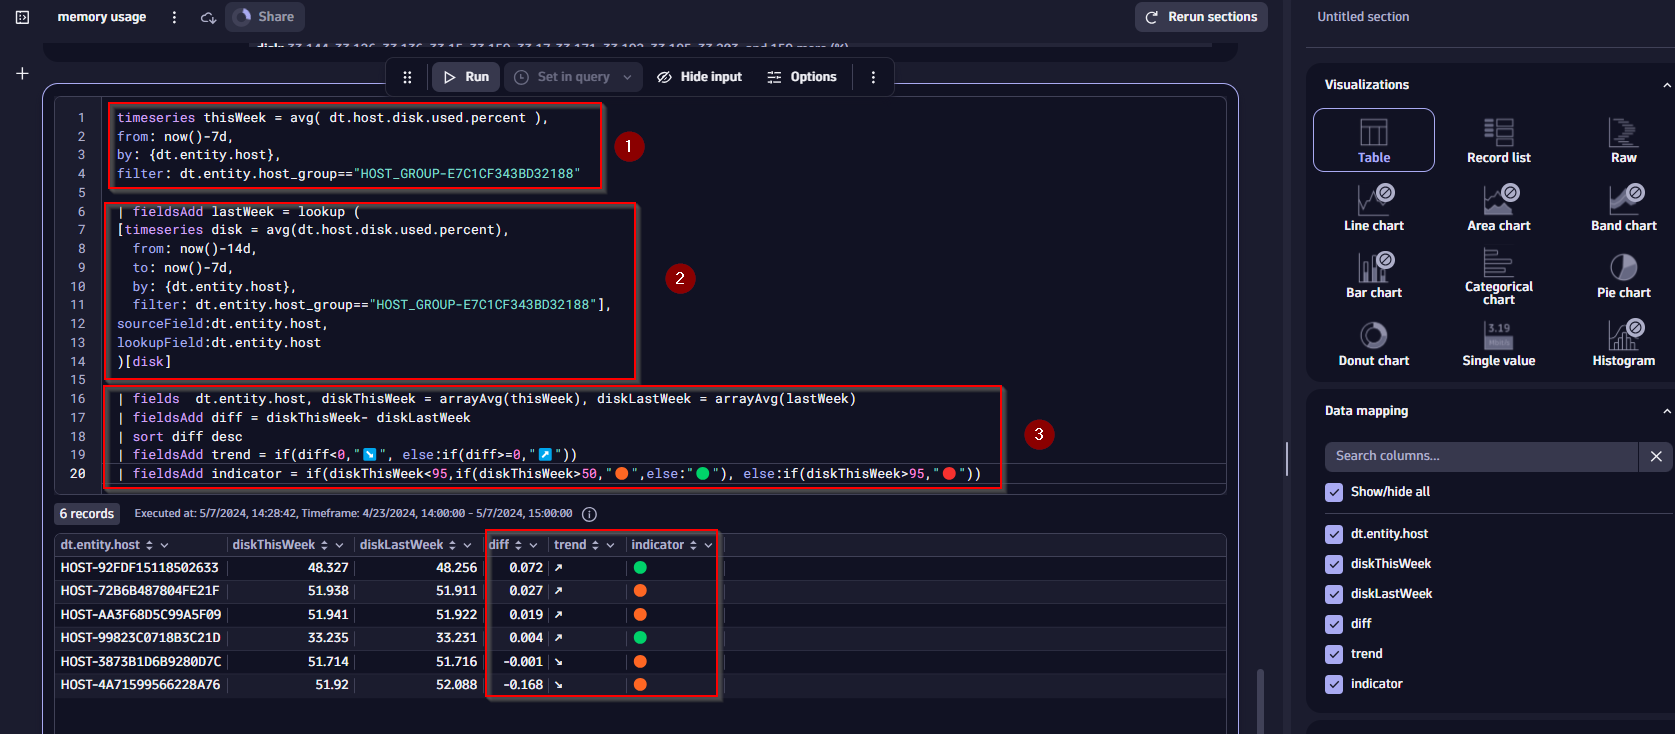 memory usage
Share
Rerun sections
Untitled section
Run
Set in query
Hide input
Options
1 timeseries thisWeek = avg( dt.host.disk.used.percent ),
2 from: now()-7d,
3 by: {dt.entity.host},
4 filter: dt.entity.host_group=="HOST_GROUP-E7C1CF343BD32188"
5
6 | fieldsAdd lastWeek = lookup (
7 [timeseries disk = avg(dt.host.disk.used.percent),
8 from: now()-14d,
9 to: now()-7d,
10 by: {dt.entity.host},
11 filter: dt.entity.host_group=="HOST_GROUP-E7C1CF343BD32188"],
12 sourceField:dt.entity.host,
13 lookupField:dt.entity.host
14 )[disk]
15
16 | fields  dt.entity.host, diskThisWeek = arrayAvg(thisWeek), diskLastWeek = arrayAvg(lastWeek)
17 | fieldsAdd diff = diskThisWeek- diskLastWeek
18 | sort diff desc
19 | fieldsAdd trend = if(diff<0,"↘️", else:if(diff>=0,"↗️"))
20 | fieldsAdd indicator = if(diskThisWeek<95,if(diskThisWeek>50,"🟠",else:"🟢"), else:if(diskThisWeek>95,"🔴"))
1
2
3
6 records
Executed at: 5/7/2024, 14:28:42, Timeframe: 4/23/2024, 14:00:00 - 5/7/2024, 15:00:00
dt.entity.host diskThisWeek diskLastWeek diff trend indicator
HOST-92FDF15118502633 48.327 48.256 0.072 ↗ 🟢
HOST-72B6B487804FE21F 51.938 51.911 0.027 ↗ 🟠
HOST-AA3F68D5C99A5F09 51.941 51.922 0.019 ↗ 🟠
HOST-99823C0718B3C21D 33.235 33.231 0.004 ↗ 🟢
HOST-3873B1D6B9280D7C 51.714 51.716 -0.001 ↘ 🟠
HOST-4A71599566228A76 51.92 52.088 -0.168 ↘ 🟠
Visualizations
Table
Record list
Raw
Line chart
Area chart
Band chart
Bar chart
Categorical
chart
Pie chart
Donut chart
3.19
Single value
Histogram
Data mapping
Search columns...
Show/hide all
dt.entity.host
diskThisWeek
diskLastWeek
diff
trend
indicator